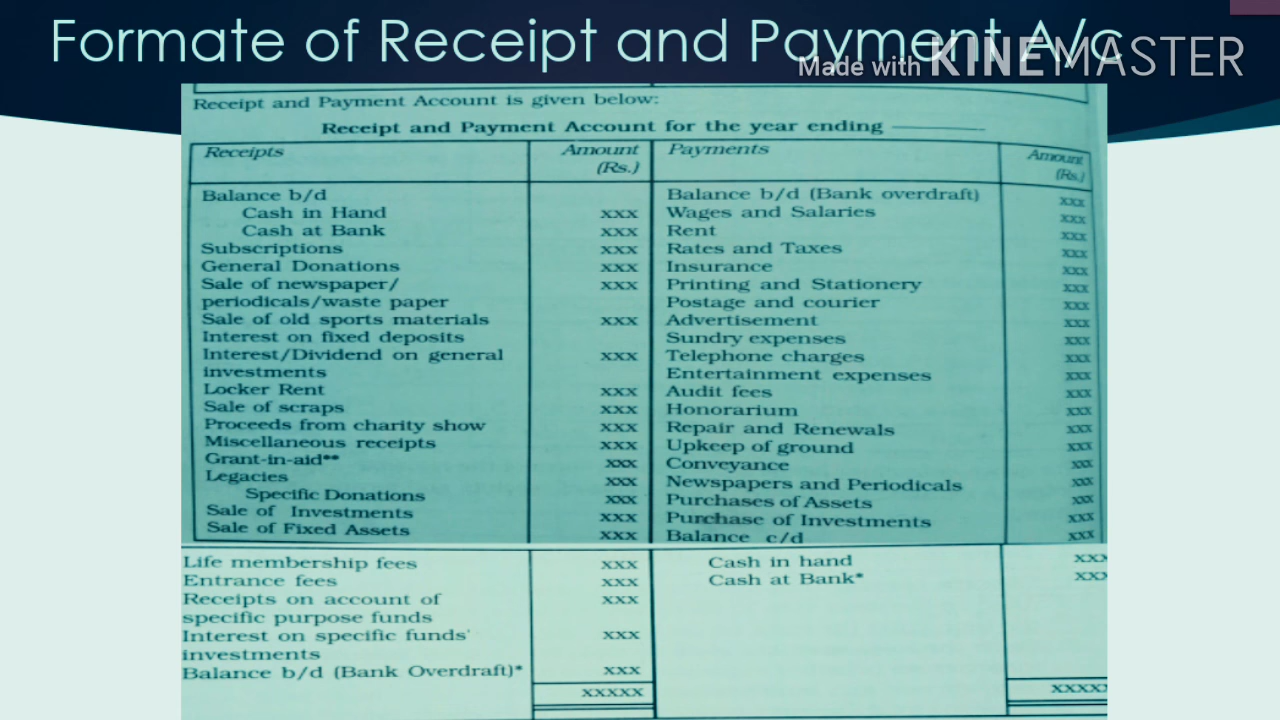 Formate of Receipt and Payment A/c
Made with KINEMASTER
Receipt and Payment Account is given below:
Receipt and Payment Account for the year ending
Receipts Amount (Rs.) Payments Amount (Rs.)
Balance b/d Balance b/d (Bank overdraft) xxx
Cash in Hand xxx Wages and Salaries xxx
Cash at Bank xxx Rent xxx
Subscriptions xxx Rates and Taxes xxx
General Donations xxx Insurance xxx
Sale of newspaper/ xxx Printing and Stationery xxx
periodicals/waste paper Postage and courier xxx
Sale of old sports materials xxx Advertisement xxx
Interest on fixed deposits Sundry expenses xxx
Interest/Dividend on general xxx Telephone charges xxx
investments Entertainment expenses xxx
Locker Rent xxx Audit fees xxx
Sale of scraps xxx Honorarium xxx
Proceeds from charity show xxx Repair and Renewals xxx
Miscellaneous receipts xxx Upkeep of ground xxx
Grant-in-aid** xxx Conveyance xxx
Legacies xxx Newspapers and Periodicals xxx
Specific Donations xxx Purchases of Assets xxx
Sale of Investments xxx Purchase of Investments xxx
Sale of Fixed Assets xxx Balance c/d xxx
Life membership fees xxx Cash in hand xxx
Entrance fees xxx Cash at Bank* xxx
Receipts on account of xxx
specific purpose funds
Interest on specific funds' xxx
investments
Balance b/d (Bank Overdraft)* xxx
xxxxx xxxxx